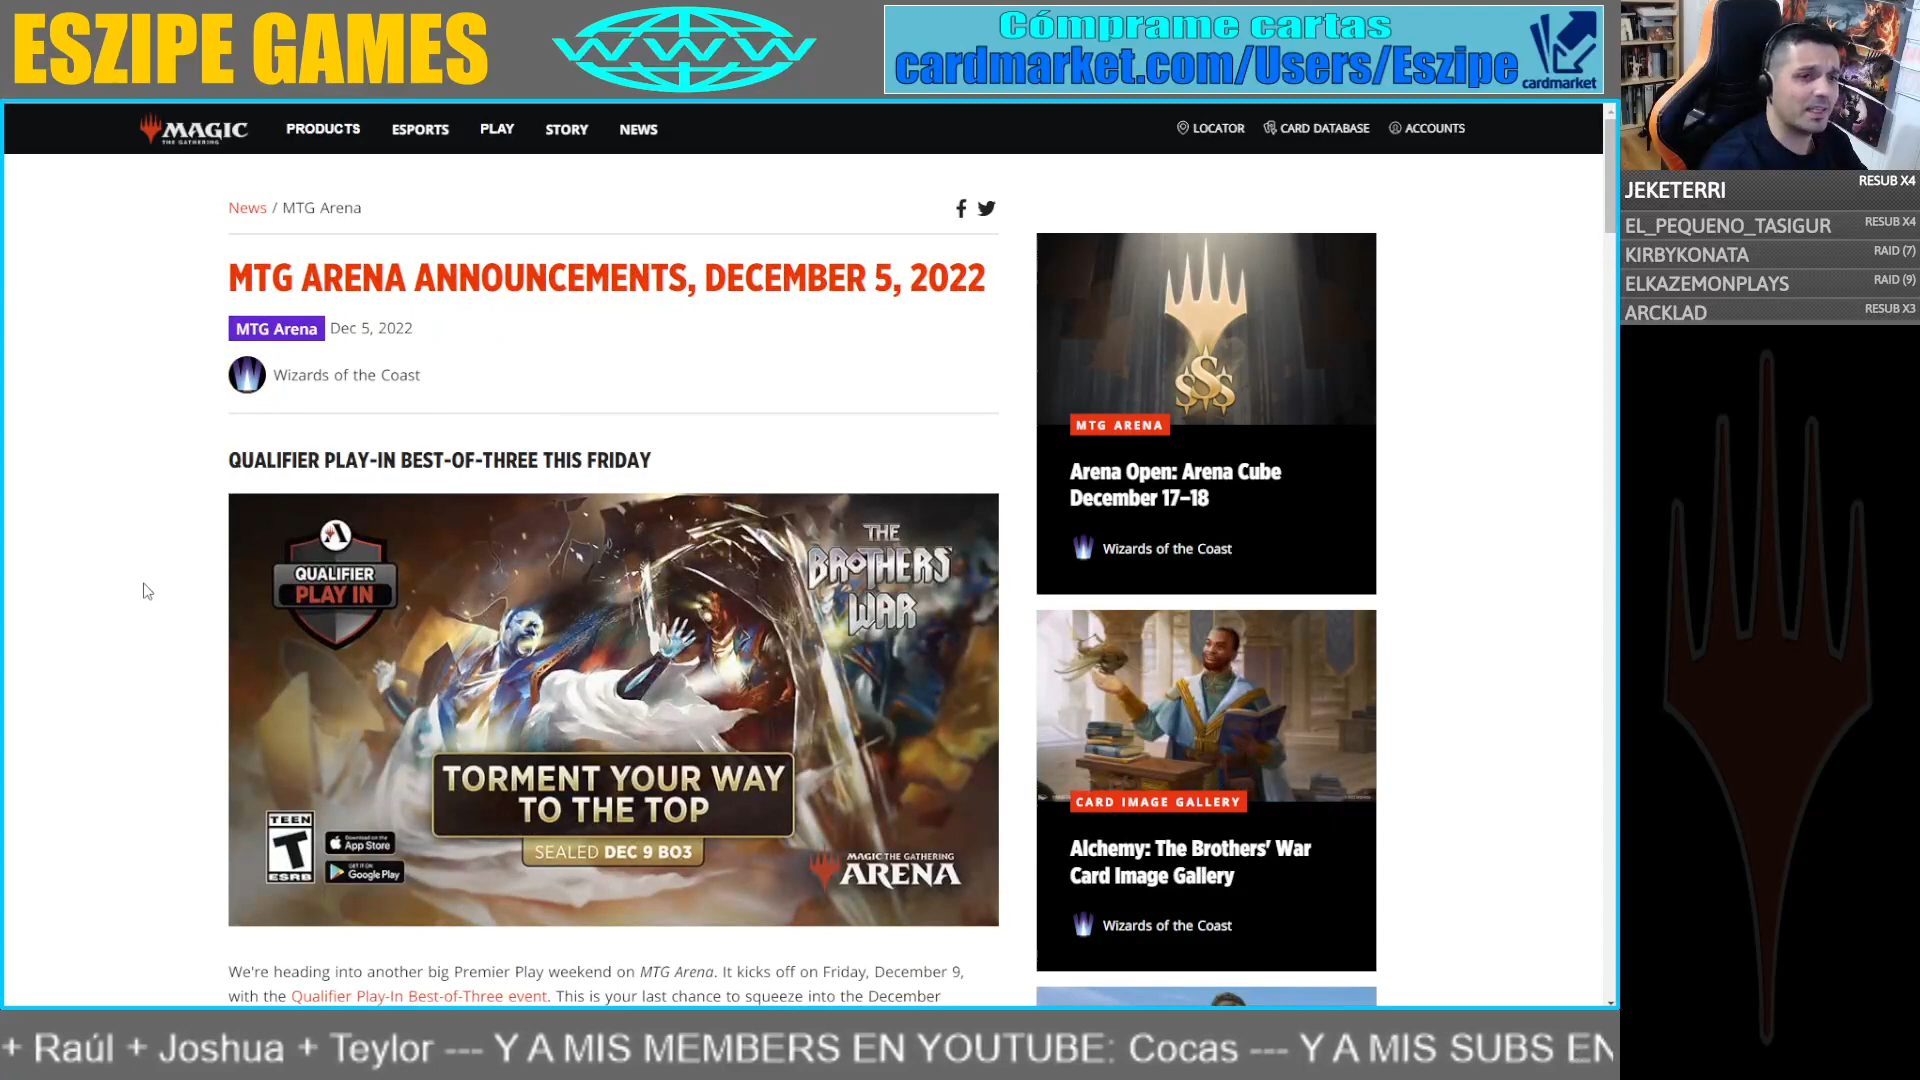 ESZIPE GAMES
WWW
Cómprame cartas
cardmarket.com/Users/Eszipe
cardmarket
MAGIC
THE GATHERING
PRODUCTS
ESPORTS
PLAY
STORY
NEWS
LOCATOR
CARD DATABASE
ACCOUNTS
JEKETERRI RESUB X4
EL_PEQUENO_TASIGUR RESUB X4
KIRBYKONATA RAID (7)
ELKAZEMONPLAYS RAID (9)
ARCKLAD RESUB X3
News / MTG Arena
MTG ARENA ANNOUNCEMENTS, DECEMBER 5, 2022
MTG Arena Dec 5, 2022
Wizards of the Coast
QUALIFIER PLAY-IN BEST-OF-THREE THIS FRIDAY
QUALIFIER
PLAY IN
THE
BROTHERS'
WAR
TORMENT YOUR WAY
TO THE TOP
SEALED DEC 9 BO3
TEEN
T
ESRB
Download on the
App Store
GET IT ON
Google Play
MAGIC THE GATHERING
ARENA
We're heading into another big Premier Play weekend on MTG Arena. It kicks off on Friday, December 9,
with the Qualifier Play-In Best-of-Three event. This is your last chance to squeeze into the December
MTG ARENA
Arena Open: Arena Cube
December 17–18
Wizards of the Coast
CARD IMAGE GALLERY
Alchemy: The Brothers' War
Card Image Gallery
Wizards of the Coast
+ Raúl + Joshua + Teylor --- Y A MIS MEMBERS EN YOUTUBE: Cocas --- Y A MIS SUBS EN